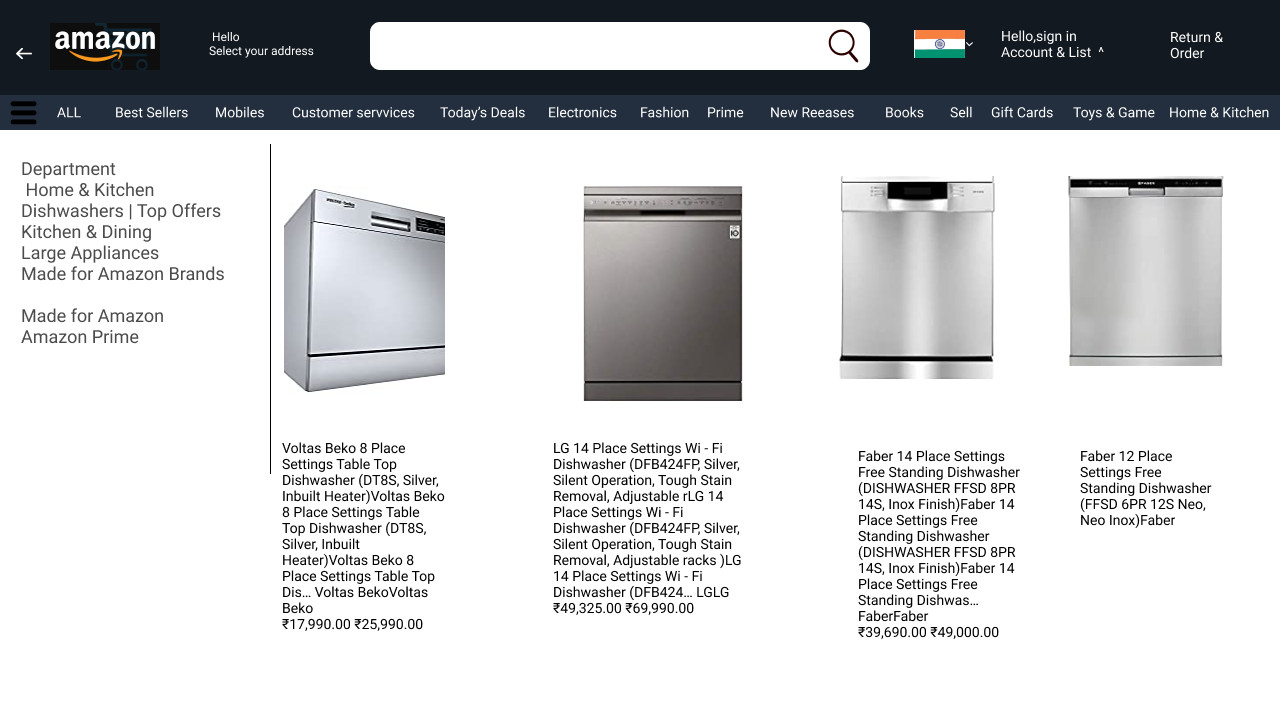 amazon
Hello
Select your address
Hello,sign in
Account & List ^
Return &
Order
ALL Best Sellers Mobiles Customer servvices Today's Deals Electronics Fashion Prime New Reeases Books Sell Gift Cards Toys & Game Home & Kitchen
Department
Home & Kitchen
Dishwashers | Top Offers
Kitchen & Dining
Large Appliances
Made for Amazon Brands
Made for Amazon
Amazon Prime
FABER
Voltas Beko 8 Place
Settings Table Top
Dishwasher (DT8S, Silver,
Inbuilt Heater)Voltas Beko
8 Place Settings Table
Top Dishwasher (DT8S,
Silver, Inbuilt
Heater)Voltas Beko 8
Place Settings Table Top
Dis... Voltas BekoVoltas
Beko
₹17,990.00 ₹25,990.00
LG 14 Place Settings Wi - Fi
Dishwasher (DFB424FP, Silver,
Silent Operation, Tough Stain
Removal, Adjustable rLG 14
Place Settings Wi - Fi
Dishwasher (DFB424FP, Silver,
Silent Operation, Tough Stain
Removal, Adjustable racks )LG
14 Place Settings Wi - Fi
Dishwasher (DFB424... LGLG
₹49,325.00 ₹69,990.00
Faber 14 Place Settings
Free Standing Dishwasher
(DISHWASHER FFSD 8PR
14S, Inox Finish)Faber 14
Place Settings Free
Standing Dishwasher
(DISHWASHER FFSD 8PR
14S, Inox Finish)Faber 14
Place Settings Free
Standing Dishwas...
FaberFaber
₹39,690.00 ₹49,000.00
Faber 12 Place
Settings Free
Standing Dishwasher
(FFSD 6PR 12S Neo,
Neo Inox)Faber